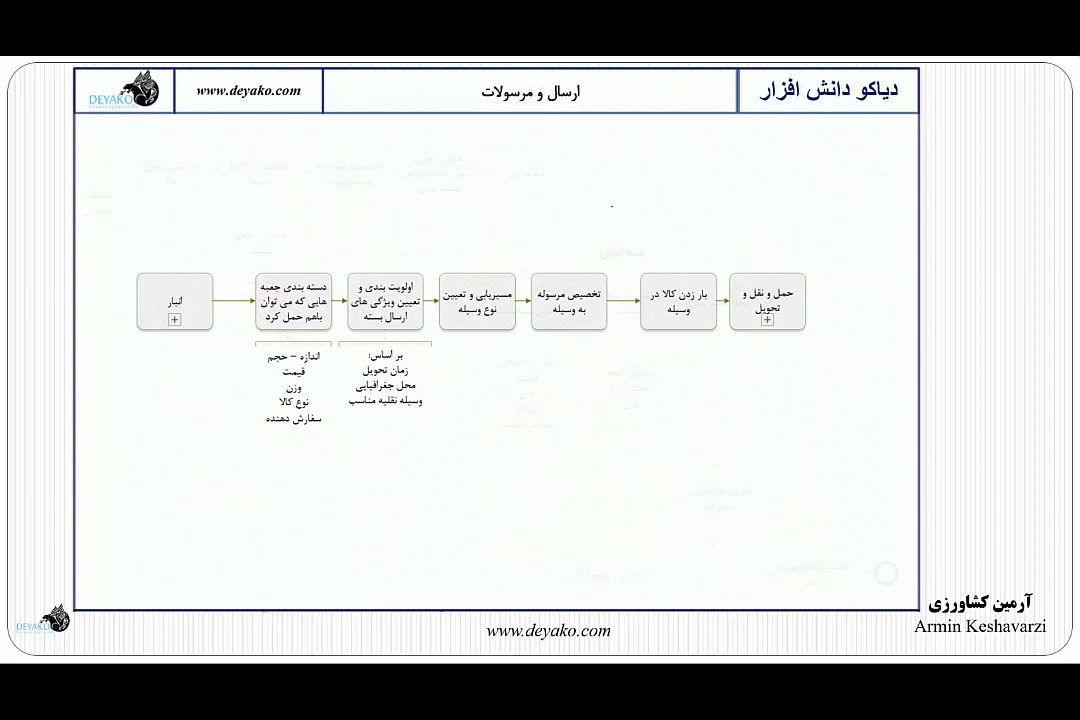 DEYAKO
www.deyako.com
ارسال و مرسولات
دیاکو دانش افزار
انبار
دسته بندی جعبه
هایی که می توان
باهم حمل کرد
اولویت بندی و
تعیین ویژگی های
ارسال بسته
مسیریابی و تعیین
نوع وسیله
تخصیص مرسوله
به وسیله
بار زدن کالا در
وسیله
حمل و نقل و
تحویل
اندازه – حجم
قیمت
وزن
نوع کالا
سفارش دهنده
بر اساس:
زمان تحویل
محل جغرافیایی
وسیله نقلیه مناسب
DEYAKO
www.deyako.com
آرمین کشاورزی
Armin Keshavarzi